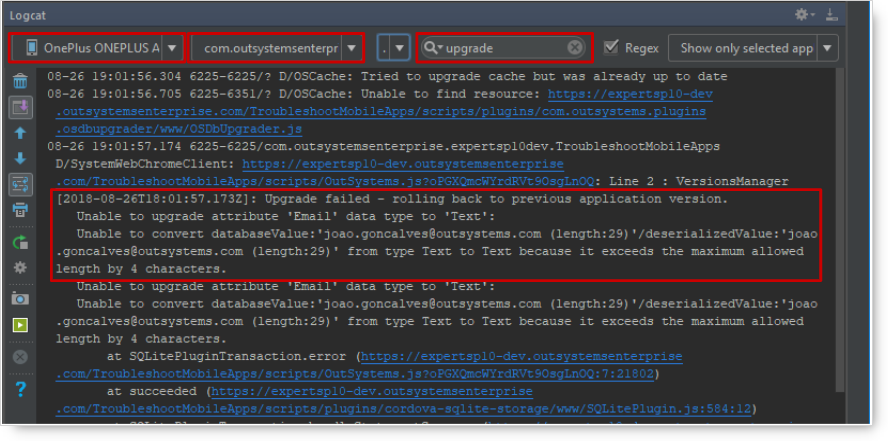 Logcat
OnePlus ONEPLUS A
com.outsystemsenterpr
.
upgrade
Regex
Show only selected app
08-26 19:01:56.304 6225-6225/? D/OSCache: Tried to upgrade cache but was already up to date
08-26 19:01:56.705 6225-6351/? D/OSCache: Unable to find resource: https://expertsp10-dev
.outsystemsenterprise.com/TroubleshootMobileApps/scripts/plugins/com.outsystems.plugins
.osdbupgrader/www/OSDbUpgrader.js
08-26 19:01:57.174 6225-6225/com.outsystemsenterprise.expertsp10dev.TroubleshootMobileApps
D/SystemWebChromeClient: https://expertsp10-dev.outsystemsenterprise
.com/TroubleshootMobileApps/scripts/OutSystems.js?oPGXQmcWYrdRVt9OsgLnOQ: Line 2 : VersionsManager
[2018-08-26T18:01:57.173Z]: Upgrade failed - rolling back to previous application version.
Unable to upgrade attribute 'Email' data type to 'Text':
Unable to convert databaseValue:'joao.goncalves@outsystems.com (length:29)'/deserializedValue:'joao
.goncalves@outsystems.com (length:29)' from type Text to Text because it exceeds the maximum allowed
length by 4 characters.
Unable to upgrade attribute 'Email' data type to 'Text':
Unable to convert databaseValue:'joao.goncalves@outsystems.com (length:29)'/deserializedValue:'joao
.goncalves@outsystems.com (length:29)' from type Text to Text because it exceeds the maximum allowed
length by 4 characters.
at SQLitePluginTransaction.error (https://expertsp10-dev.outsystemsenterprise
.com/TroubleshootMobileApps/scripts/OutSystems.js?oPGXQmcWYrdRVt9OsgLnOQ:7:21802)
at succeeded (https://expertsp10-dev.outsystemsenterprise
.com/TroubleshootMobileApps/scripts/plugins/cordova-sqlite-storage/www/SQLitePlugin.js:584:12)